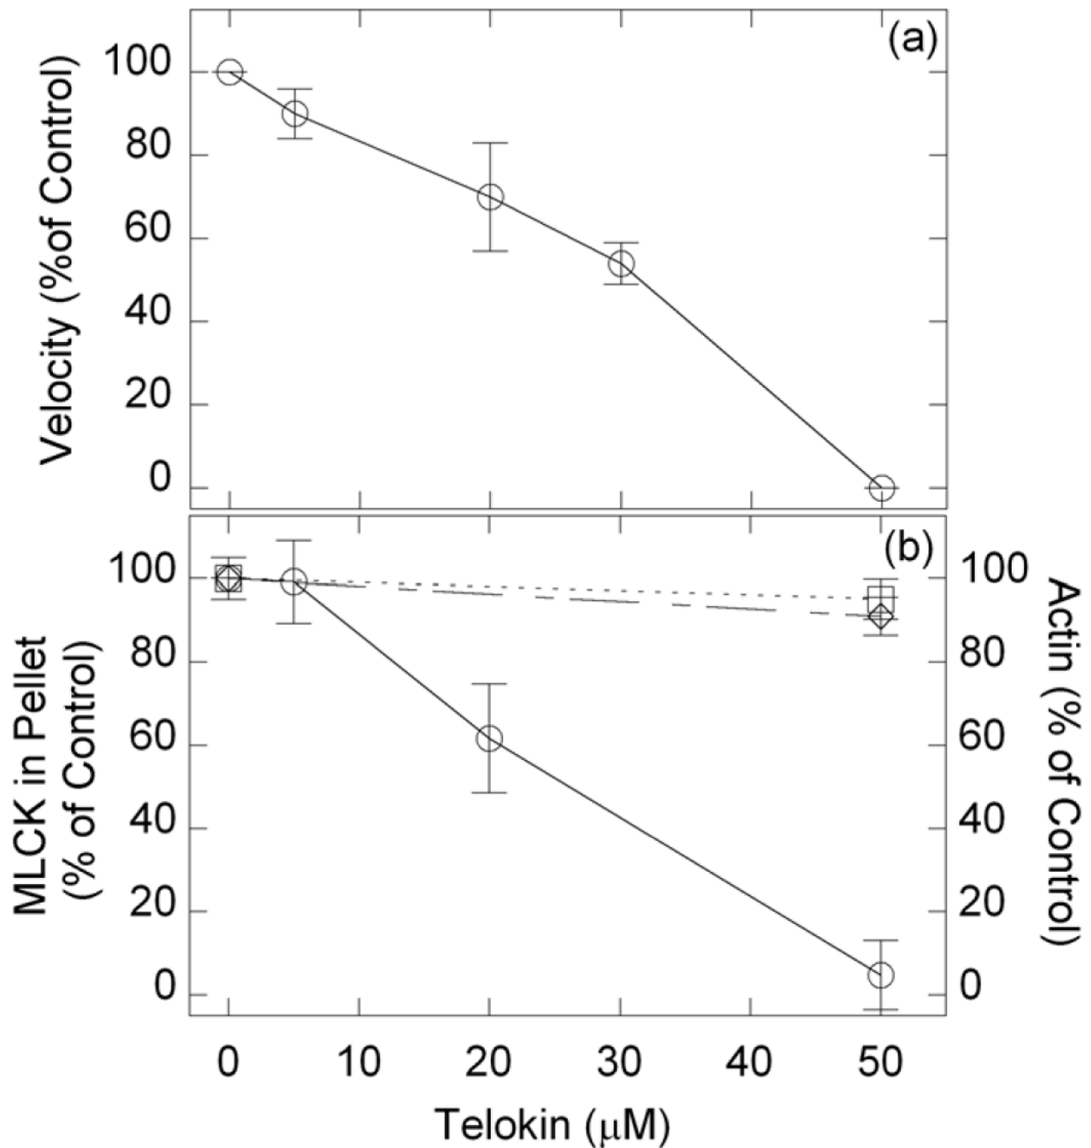 (a)
Velocity (%of Control)
100
80
60
40
20
0
(b)
MLCK in Pellet
(% of Control)
100
80
60
40
20
0
100
80
60
40
20
0
Actin (% of Control)
0 10 20 30 40 50
Telokin (μM)